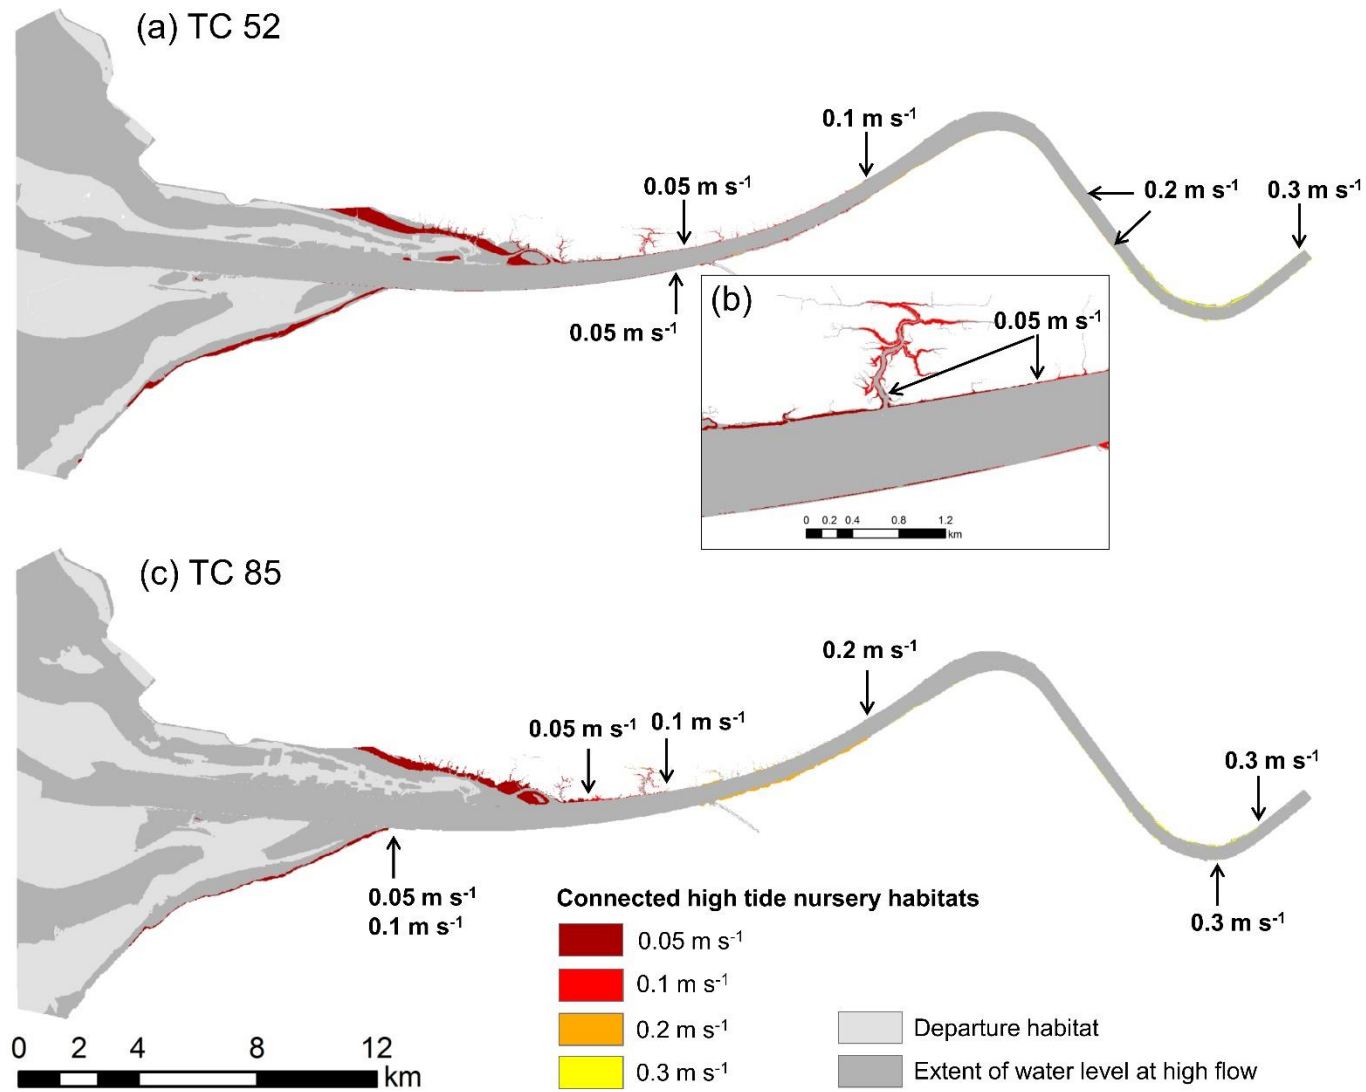 (a) TC 52
0.1 m s⁻¹
0.05 m s⁻¹
0.2 m s⁻¹
0.3 m s⁻¹
0.05 m s⁻¹
(b)
0.05 m s⁻¹
0 0.2 0.4 0.8 1.2
km
(c) TC 85
0.2 m s⁻¹
0.05 m s⁻¹
0.1 m s⁻¹
0.3 m s⁻¹
0.05 m s⁻¹
0.1 m s⁻¹
0.3 m s⁻¹
Connected high tide nursery habitats
0.05 m s⁻¹
0.1 m s⁻¹
0.2 m s⁻¹
0.3 m s⁻¹
Departure habitat
Extent of water level at high flow
0 2 4 8 12
km